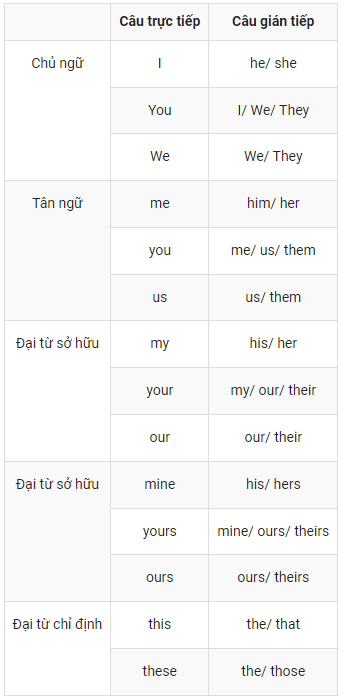 Câu trực tiếp Câu gián tiếp
Chủ ngữ I he/ she
You I/ We/ They
We We/ They
Tân ngữ me him/ her
you me/ us/ them
us us/ them
Đại từ sở hữu my his/ her
your my/ our/ their
our our/ their
Đại từ sở hữu mine his/ hers
yours mine/ ours/ theirs
ours ours/ theirs
Đại từ chỉ định this the/ that
these the/ those